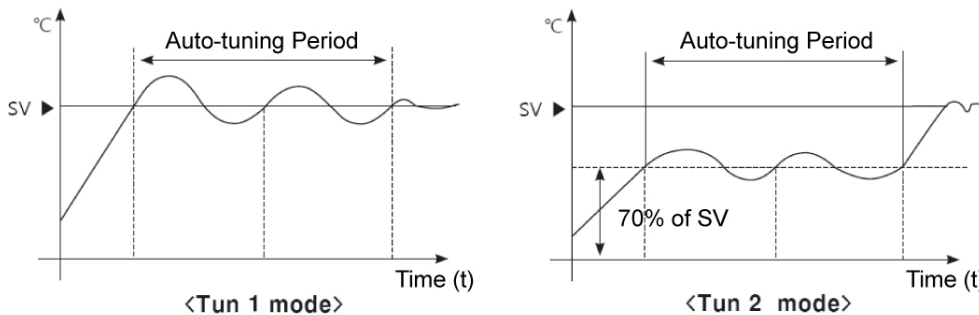 ℃
Auto-tuning Period
SV ▶
Time (t)
<Tun 1 mode>
℃
Auto-tuning Period
SV ▶
70% of SV
Time (t)
<Tun 2 mode>